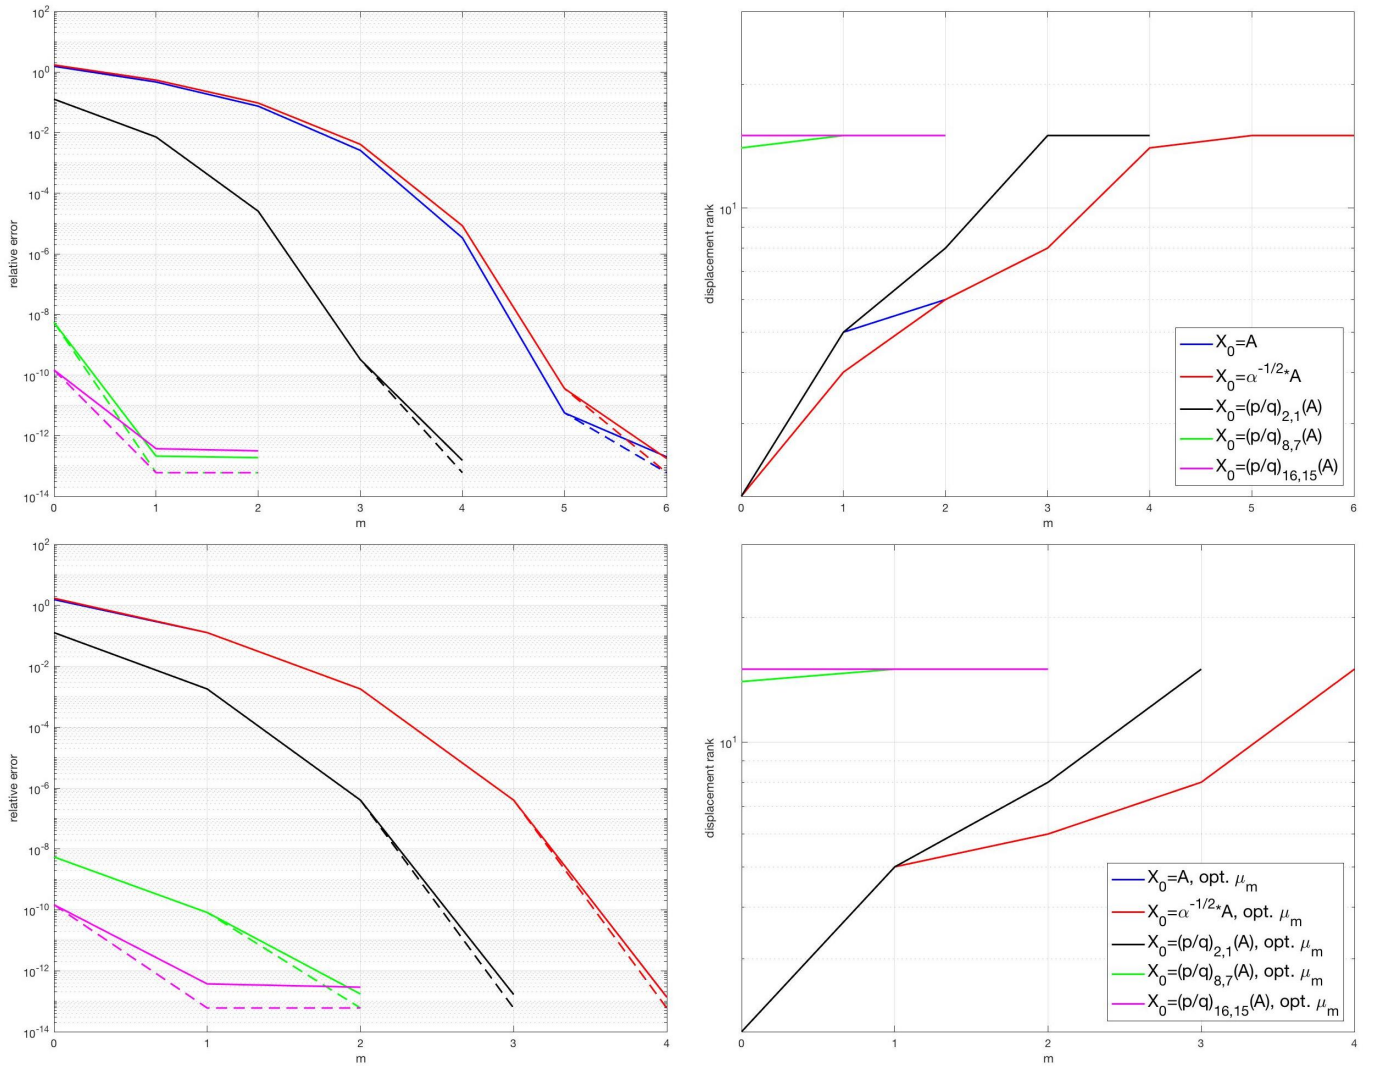 10^2
10^0
10^-2
10^-4
10^-6
10^-8
10^-10
10^-12
10^-14
relative error
0 1 2 3 4 5 6
m
10^1
displacement rank
0 1 2 3 4 5 6
m
X_0=A
X_0=α^-1/2*A
X_0=(p/q)_2,1(A)
X_0=(p/q)_8,7(A)
X_0=(p/q)_16,15(A)
10^2
10^0
10^-2
10^-4
10^-6
10^-8
10^-10
10^-12
10^-14
relative error
0 1 2 3 4
m
10^1
displacement rank
0 1 2 3 4
m
X_0=A, opt. μ_m
X_0=α^-1/2*A, opt. μ_m
X_0=(p/q)_2,1(A), opt. μ_m
X_0=(p/q)_8,7(A), opt. μ_m
X_0=(p/q)_16,15(A), opt. μ_m